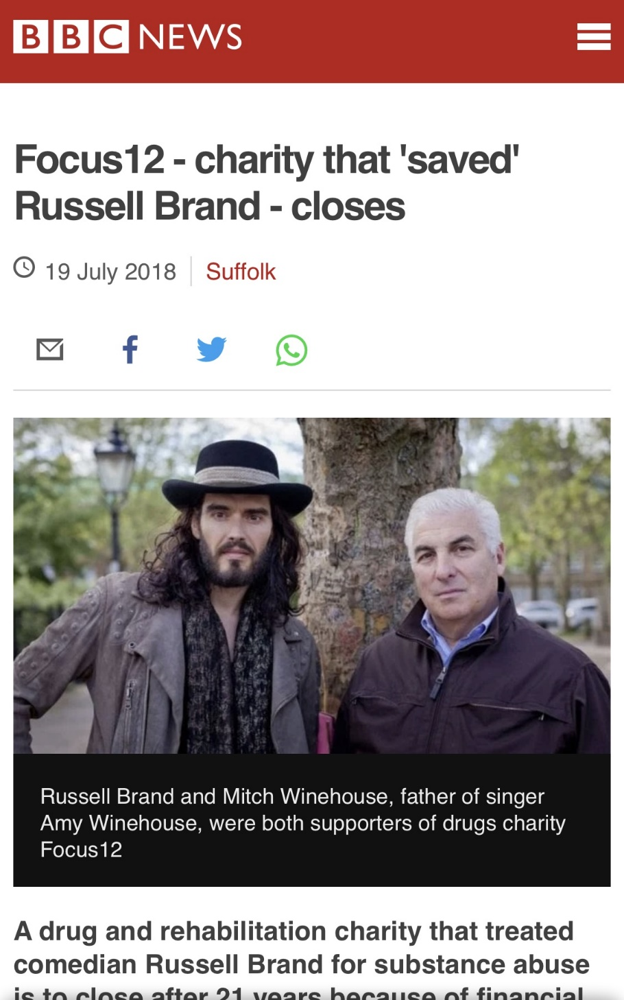 BBC NEWS
Focus12 - charity that 'saved'
Russell Brand - closes
19 July 2018
Suffolk
Russell Brand and Mitch Winehouse, father of singer
Amy Winehouse, were both supporters of drugs charity
Focus12
A drug and rehabilitation charity that treated
comedian Russell Brand for substance abuse
is to close after 21 years because of financial